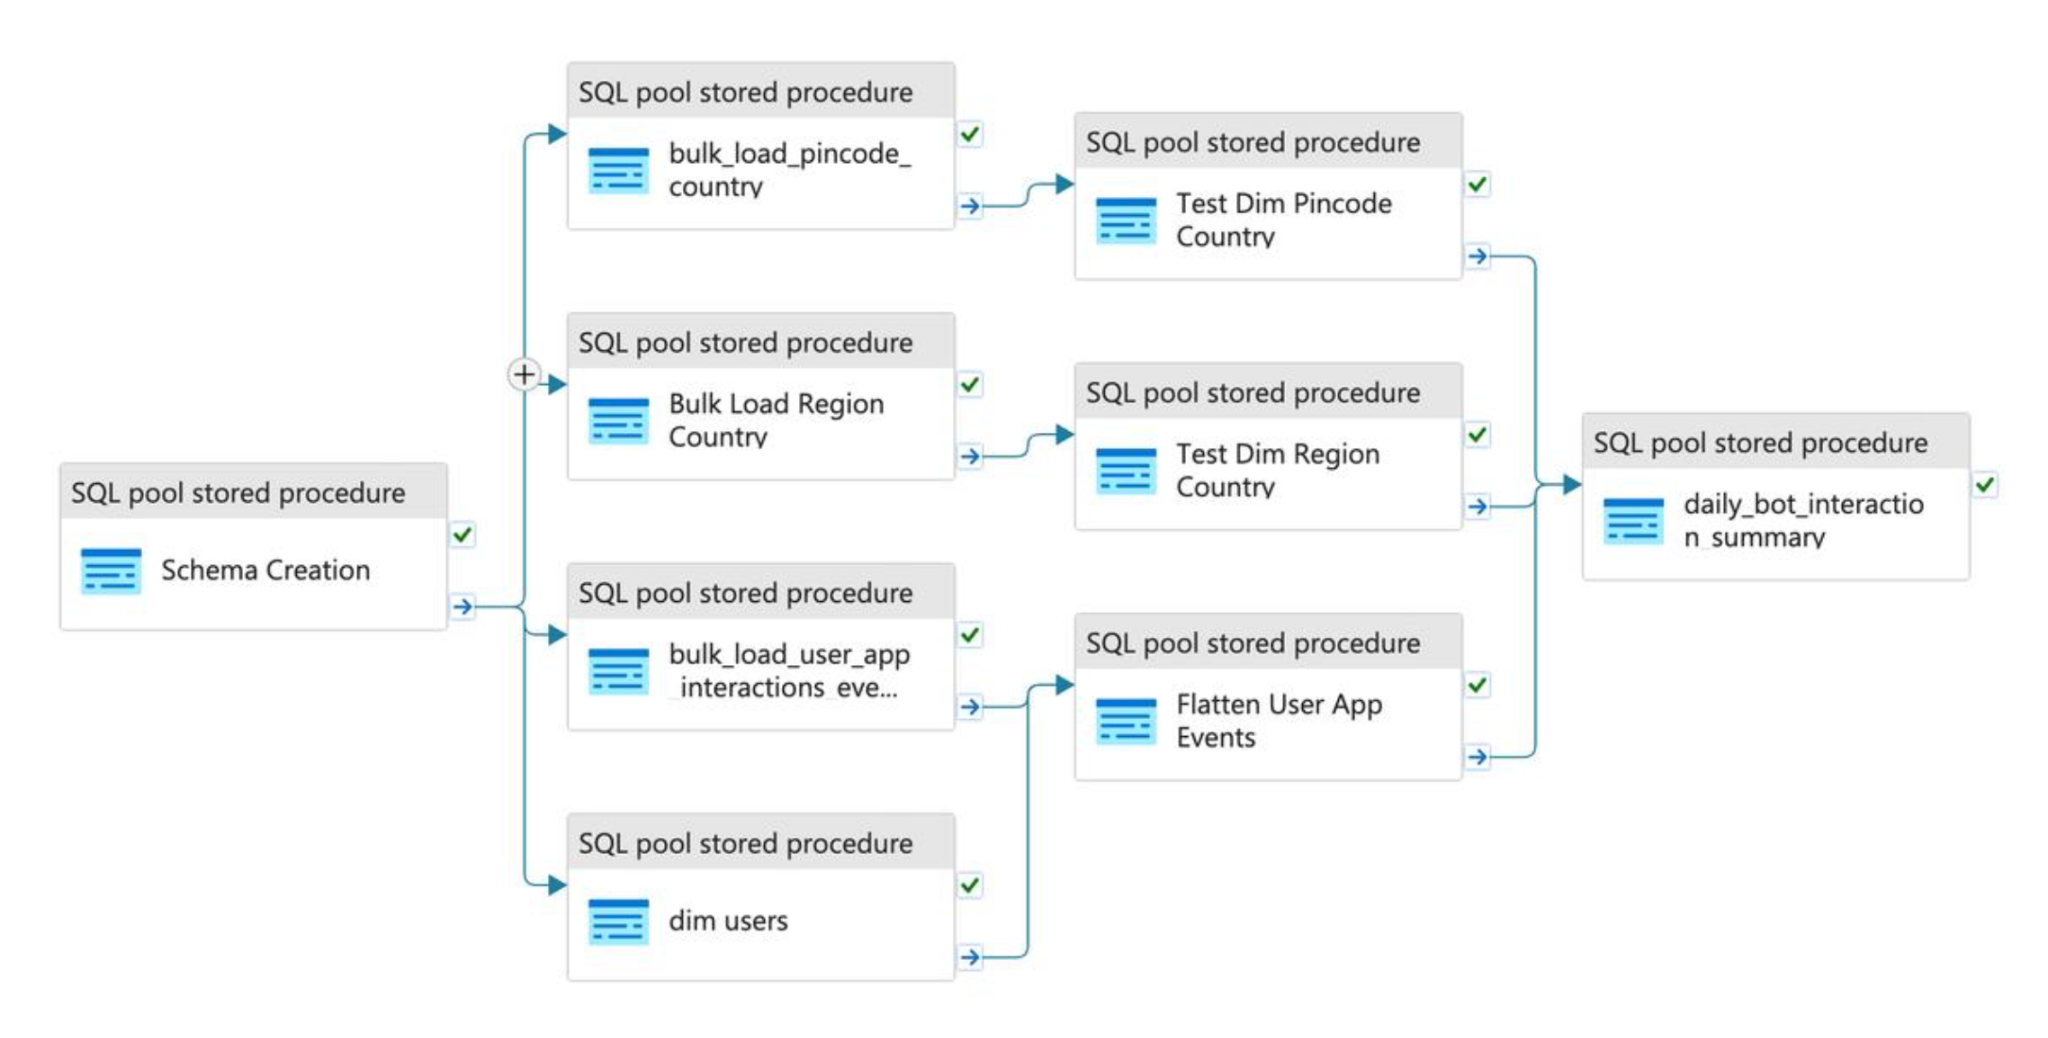 SQL pool stored procedure
Schema Creation
SQL pool stored procedure
bulk_load_pincode_
country
SQL pool stored procedure
Bulk Load Region
Country
SQL pool stored procedure
bulk_load_user_app
_interactions_eve...
SQL pool stored procedure
dim users
SQL pool stored procedure
Test Dim Pincode
Country
SQL pool stored procedure
Test Dim Region
Country
SQL pool stored procedure
Flatten User App
Events
SQL pool stored procedure
daily_bot_interactio
n_summary